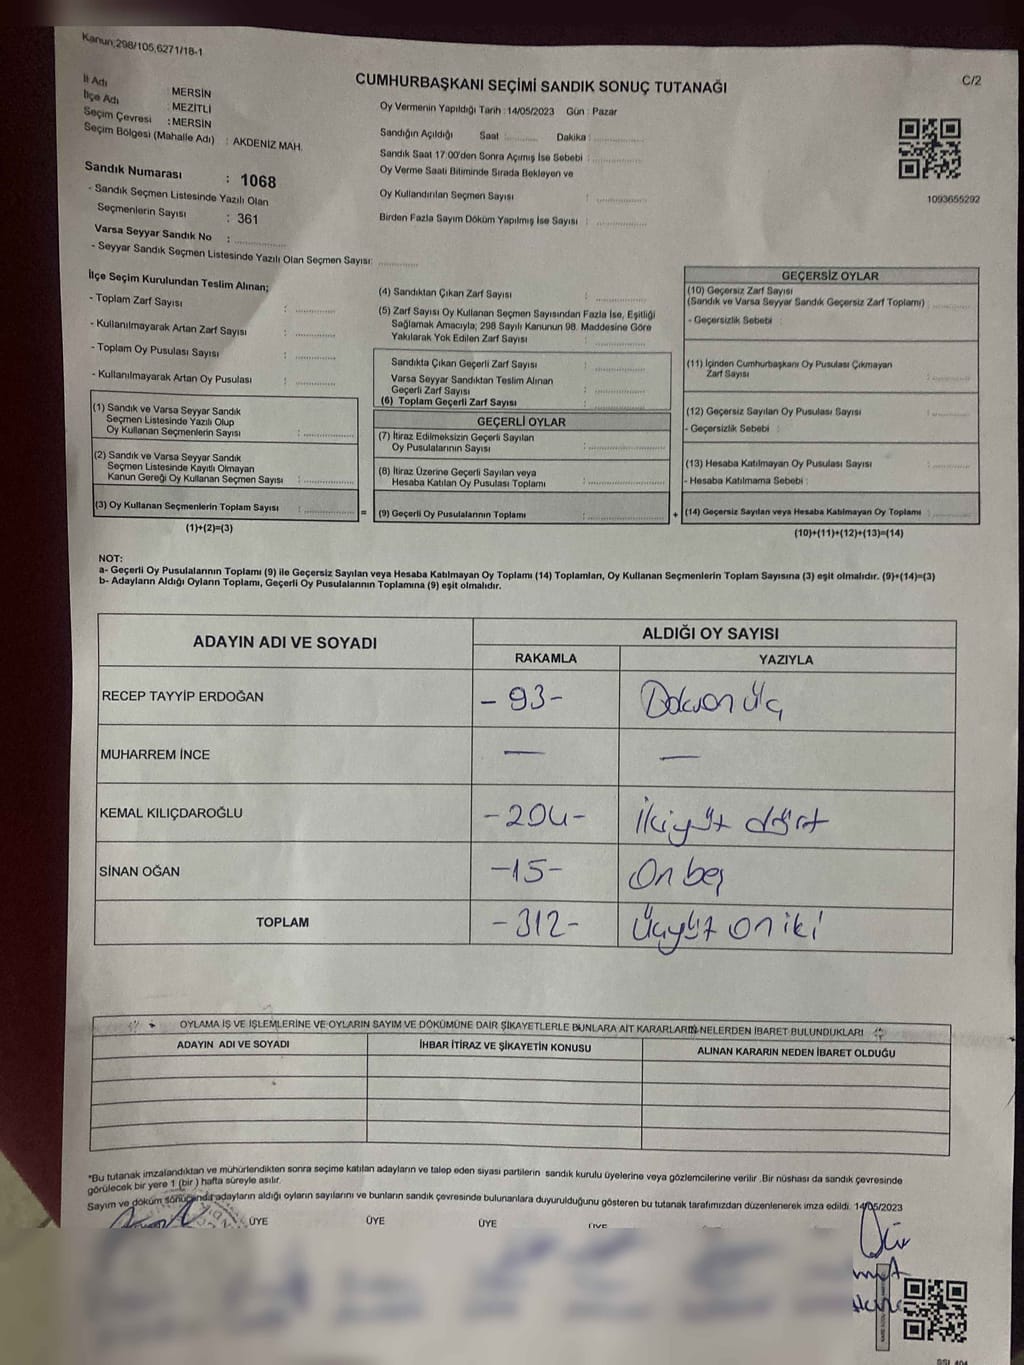 Kanun;298/105,6271/18-1
C/2
CUMHURBAŞKANI SEÇİMİ SANDIK SONUÇ TUTANAĞI
İl Adı : MERSİN
İlçe Adı : MEZİTLİ
Seçim Çevresi : MERSİN
Seçim Bölgesi (Mahalle Adı) : AKDENİZ MAH.
Oy Vermenin Yapıldığı Tarih : 14/05/2023 Gün : Pazar
Sandığın Açıldığı Saat : Dakika :
Sandık Saat 17:00'den Sonra Açımış İse Sebebi :
Oy Verme Saati Bitiminde Sırada Bekleyen ve
Oy Kullandırılan Seçmen Sayısı :
Birden Fazla Sayım Döküm Yapılmış İse Sayısı :
1093655292
Sandık Numarası : 1068
- Sandık Seçmen Listesinde Yazılı Olan
Seçmenlerin Sayısı : 361
Varsa Seyyar Sandık No :
- Seyyar Sandık Seçmen Listesinde Yazılı Olan Seçmen Sayısı:
İlçe Seçim Kurulundan Teslim Alınan;
- Toplam Zarf Sayısı :
- Kullanılmayarak Artan Zarf Sayısı :
- Toplam Oy Pusulası Sayısı :
- Kullanılmayarak Artan Oy Pusulası :
(1) Sandık ve Varsa Seyyar Sandık
Seçmen Listesinde Yazılı Olup
Oy Kullanan Seçmenlerin Sayısı :
(2) Sandık ve Varsa Seyyar Sandık
Seçmen Listesinde Kayıtlı Olmayan
Kanun Gereği Oy Kullanan Seçmen Sayısı :
(3) Oy Kullanan Seçmenlerin Toplam Sayısı :
(1)+(2)=(3)
(4) Sandıktan Çıkan Zarf Sayısı :
(5) Zarf Sayısı Oy Kullanan Seçmen Sayısından Fazla İse, Eşitliği
Sağlamak Amacıyla; 298 Sayılı Kanunun 98. Maddesine Göre
Yakılarak Yok Edilen Zarf Sayısı :
Sandıkta Çıkan Geçerli Zarf Sayısı :
Varsa Seyyar Sandıktan Teslim Alınan
Geçerli Zarf Sayısı :
(6) Toplam Geçerli Zarf Sayısı :
GEÇERLİ OYLAR
(7) İtiraz Edilmeksizin Geçerli Sayılan
Oy Pusulalarının Sayısı :
(8) İtiraz Üzerine Geçerli Sayılan veya
Hesaba Katılan Oy Pusulası Toplamı :
= (9) Geçerli Oy Pusulalarının Toplamı :
GEÇERSİZ OYLAR
(10) Geçersiz Zarf Sayısı
(Sandık ve Varsa Seyyar Sandık Geçersiz Zarf Toplamı) :
- Geçersizlik Sebebi :
(11) İçinden Cumhurbaşkanı Oy Pusulası Çıkmayan
Zarf Sayısı :
(12) Geçersiz Sayılan Oy Pusulası Sayısı :
- Geçersizlik Sebebi :
(13) Hesaba Katılmayan Oy Pusulası Sayısı :
- Hesaba Katılmama Sebebi :
+ (14) Geçersiz Sayılan veya Hesaba Katılmayan Oy Toplamı :
(10)+(11)+(12)+(13)=(14)
NOT:
a- Geçerli Oy Pusulalarının Toplamı (9) ile Geçersiz Sayılan veya Hesaba Katılmayan Oy Toplamı (14) Toplamları, Oy Kullanan Seçmenlerin Toplam Sayısına (3) eşit olmalıdır. (9)+(14)=(3)
b- Adayların Aldığı Oyların Toplamı, Geçerli Oy Pusulalarının Toplamına (9) eşit olmalıdır.
ADAYIN ADI VE SOYADI ALDIĞI OY SAYISI
RAKAMLA YAZIYLA
RECEP TAYYİP ERDOĞAN -93- Doksan üç
MUHARREM İNCE — —
KEMAL KILIÇDAROĞLU -204- İkiyüz dört
SİNAN OĞAN -15- On beş
TOPLAM -312- Üçyüz on iki
OYLAMA İŞ VE İŞLEMLERİNE VE OYLARIN SAYIM VE DÖKÜMÜNE DAİR ŞİKAYETLERLE BUNLARA AİT KARARLARIN NELERDEN İBARET BULUNDUKLARI
ADAYIN ADI VE SOYADI İHBAR İTİRAZ VE ŞİKAYETİN KONUSU ALINAN KARARIN NEDEN İBARET OLDUĞU
*Bu tutanak imzalandıktan ve mühürlendikten sonra seçime katılan adayların ve talep eden siyasi partilerin sandık kurulu üyelerine veya gözlemcilerine verilir .Bir nüshası da sandık çevresinde
görülecek bir yere 1 (bir ) hafta süreyle asılır.
Sayım ve döküm sonucunda adayların aldığı oyların sayılarını ve bunların sandık çevresinde bulunanlara duyurulduğunu gösteren bu tutanak tarafımızdan düzenlenerek imza edildi. 14/05/2023
ÜYE ÜYE ÜYE ÜYE